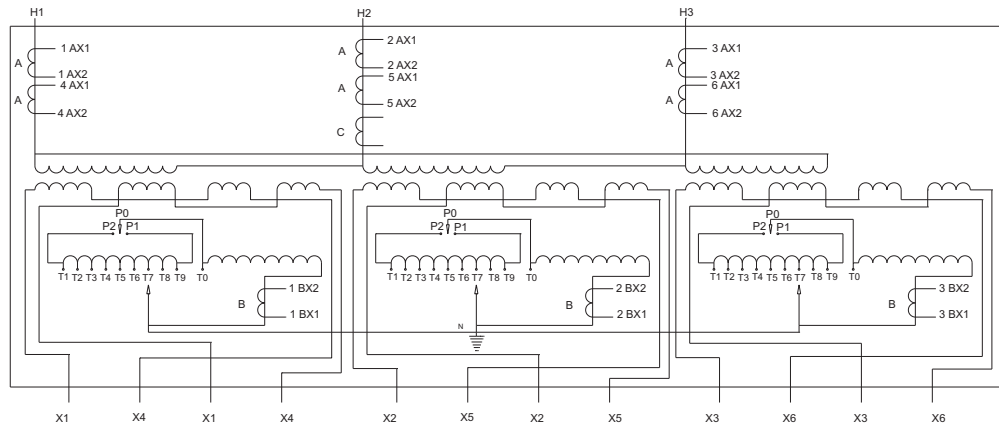 H1 H2 H3
1 AX1 2 AX1 3 AX1
A A A
1 AX2 2 AX2 3 AX2
4 AX1 5 AX1 6 AX1
A A A
4 AX2 5 AX2 6 AX2
C
P0 P0 P0
P2 P1 P2 P1 P2 P1
T1 T2 T3 T4 T5 T6 T7 T8 T9 T0 T1 T2 T3 T4 T5 T6 T7 T8 T9 T0 T1 T2 T3 T4 T5 T6 T7 T8 T9 T0
1 BX2 2 BX2 3 BX2
B B B
1 BX1 2 BX1 3 BX1
N
X1 X4 X1 X4 X2 X5 X2 X5 X3 X6 X3 X6